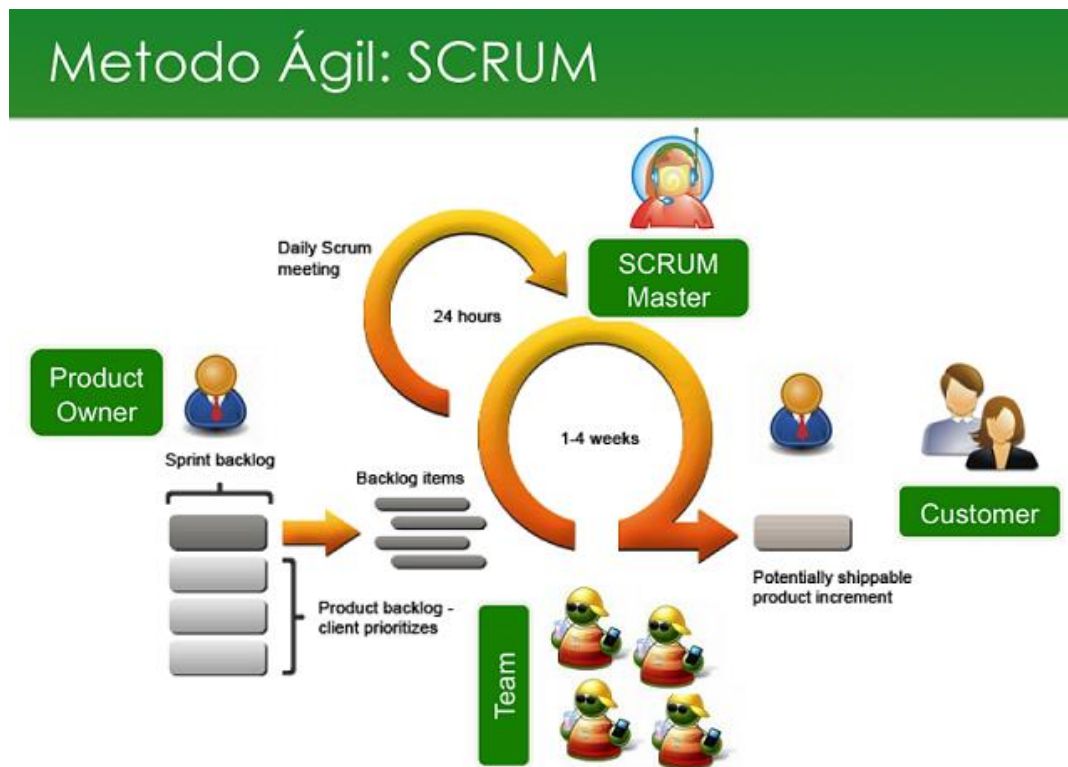 Metodo Ágil: SCRUM
Daily Scrum
meeting
24 hours
SCRUM
Master
Product
Owner
Sprint backlog
Backlog items
1-4 weeks
Customer
Product backlog -
client prioritizes
Potentially shippable
product increment
Team